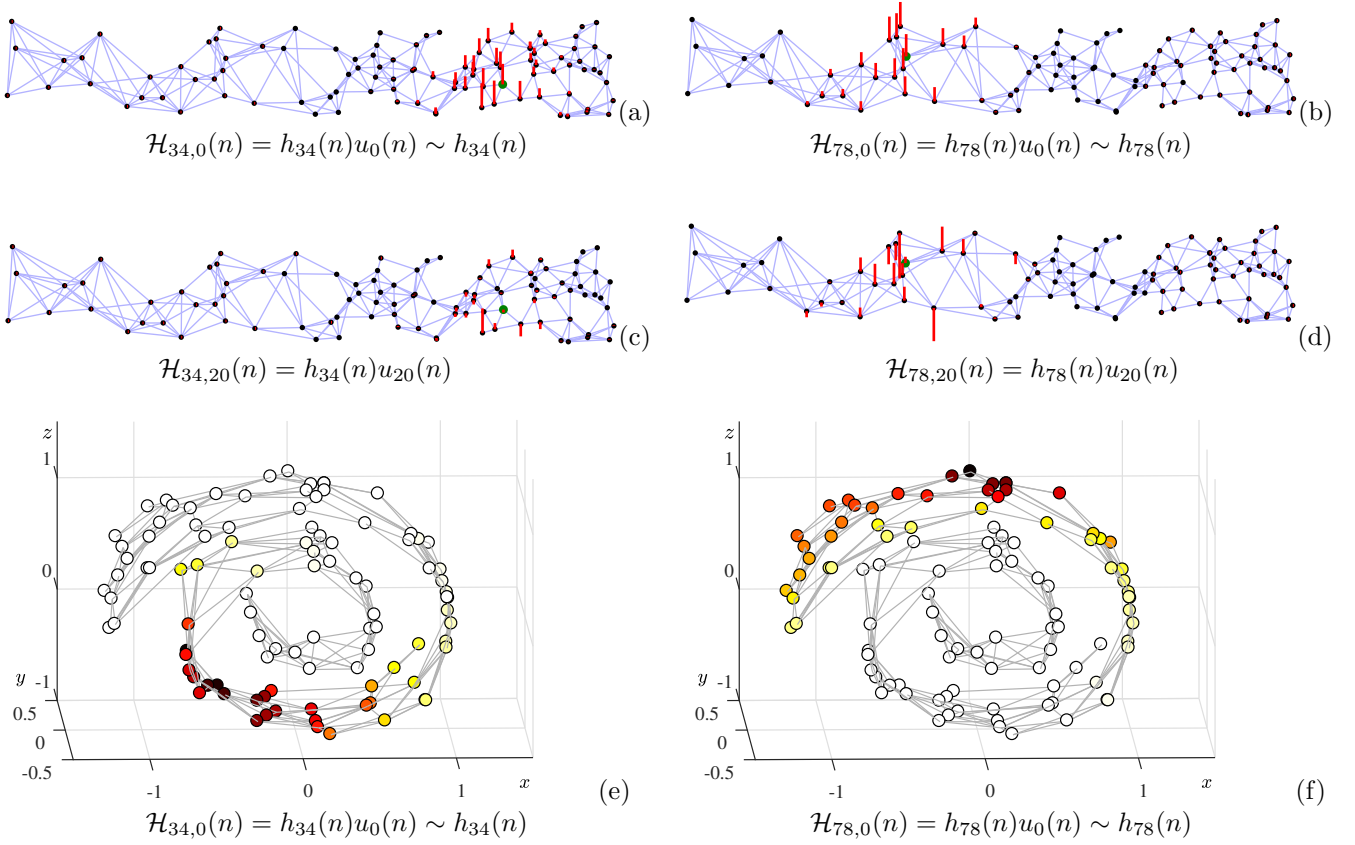 (a)
(b)
ℋ₃₄,₀(n) = h₃₄(n)u₀(n) ∼ h₃₄(n)
ℋ₇₈,₀(n) = h₇₈(n)u₀(n) ∼ h₇₈(n)
(c)
(d)
ℋ₃₄,₂₀(n) = h₃₄(n)u₂₀(n)
ℋ₇₈,₂₀(n) = h₇₈(n)u₂₀(n)
z
1
0
y
-1
0.5
0
-0.5
-1
0
1
x
(e)
ℋ₃₄,₀(n) = h₃₄(n)u₀(n) ∼ h₃₄(n)
z
1
0
y
-1
0.5
0
-0.5
-1
0
1
x
(f)
ℋ₇₈,₀(n) = h₇₈(n)u₀(n) ∼ h₇₈(n)